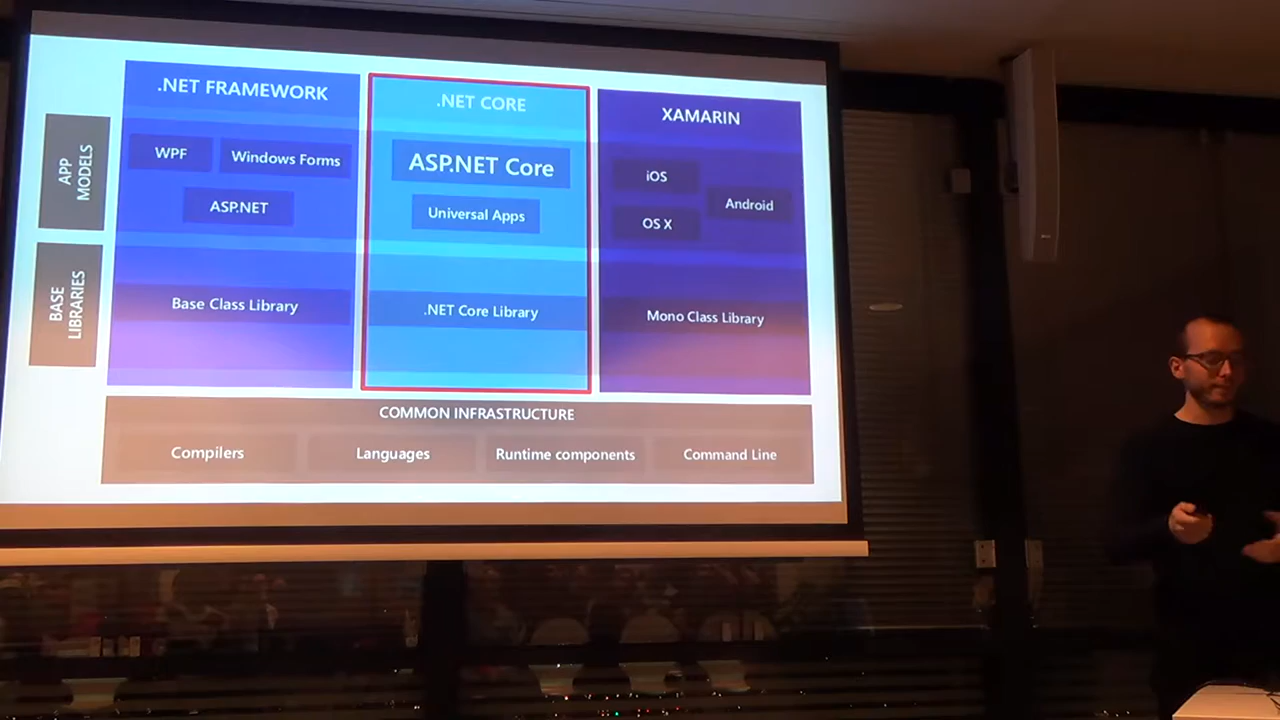 .NET FRAMEWORK
WPF
Windows Forms
ASP.NET
Base Class Library
.NET CORE
ASP.NET Core
Universal Apps
.NET Core Library
XAMARIN
iOS
Android
OS X
Mono Class Library
APP
MODELS
BASE
LIBRARIES
COMMON INFRASTRUCTURE
Compilers
Languages
Runtime components
Command Line